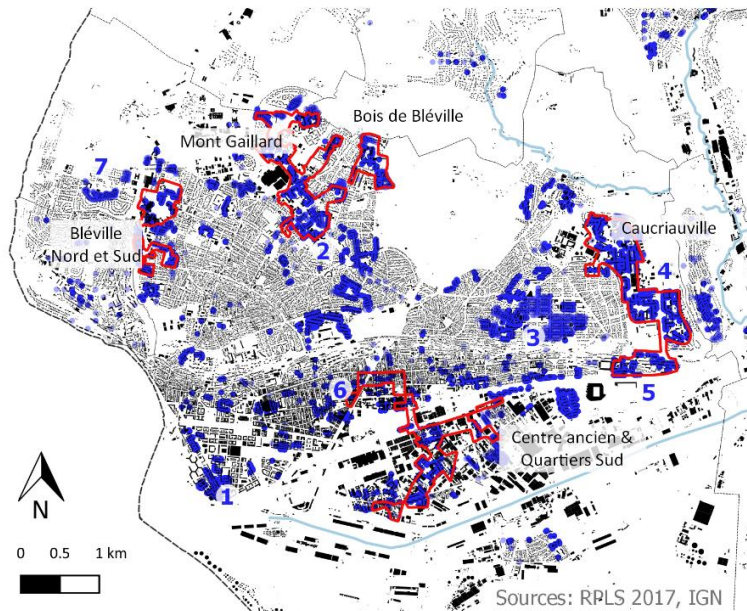 Bois de Bléville
Mont Gaillard
7
Bléville
Nord et Sud
2
Caucriauville
4
3
6
5
Centre ancien &
Quartiers Sud
1
N
0 0.5 1 km
Sources: RPLS 2017, IGN